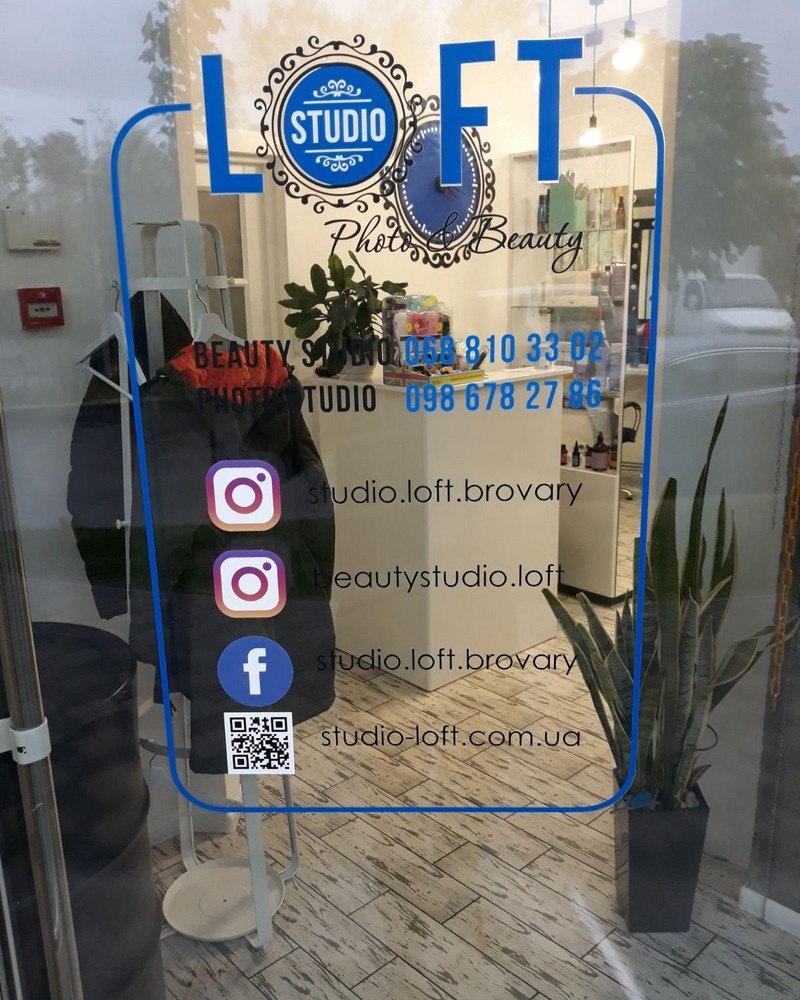 LOFT
STUDIO
Photo & Beauty
BEAUTY STUDIO 068 810 33 02
PHOTO STUDIO 098 678 27 86
studio.loft.brovary
beautystudio.loft
studio.loft.brovary
studio-loft.com.ua